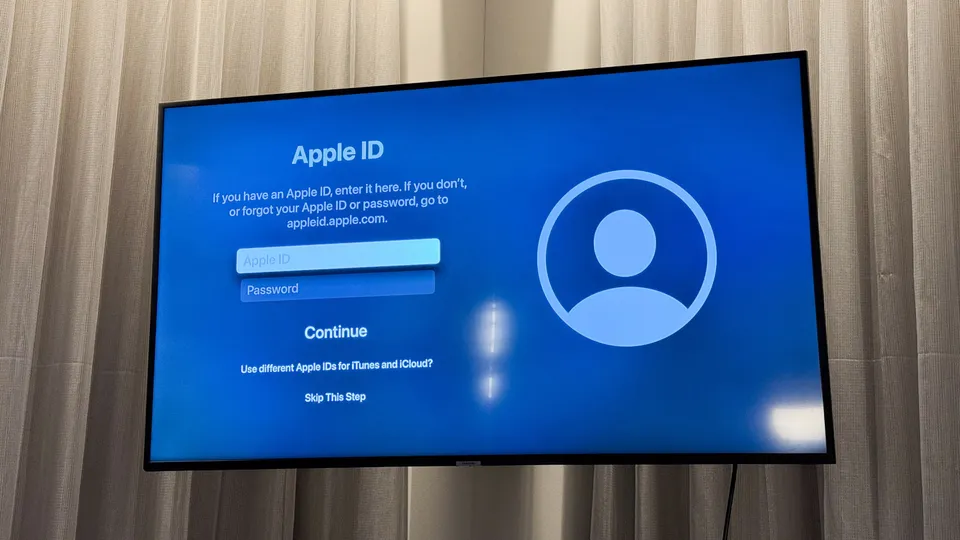 Apple ID
If you have an Apple ID, enter it here. If you don't,
or forgot your Apple ID or password, go to
appleid.apple.com.
Apple ID
Password
Continue
Use different Apple IDs for iTunes and iCloud?
Skip This Step